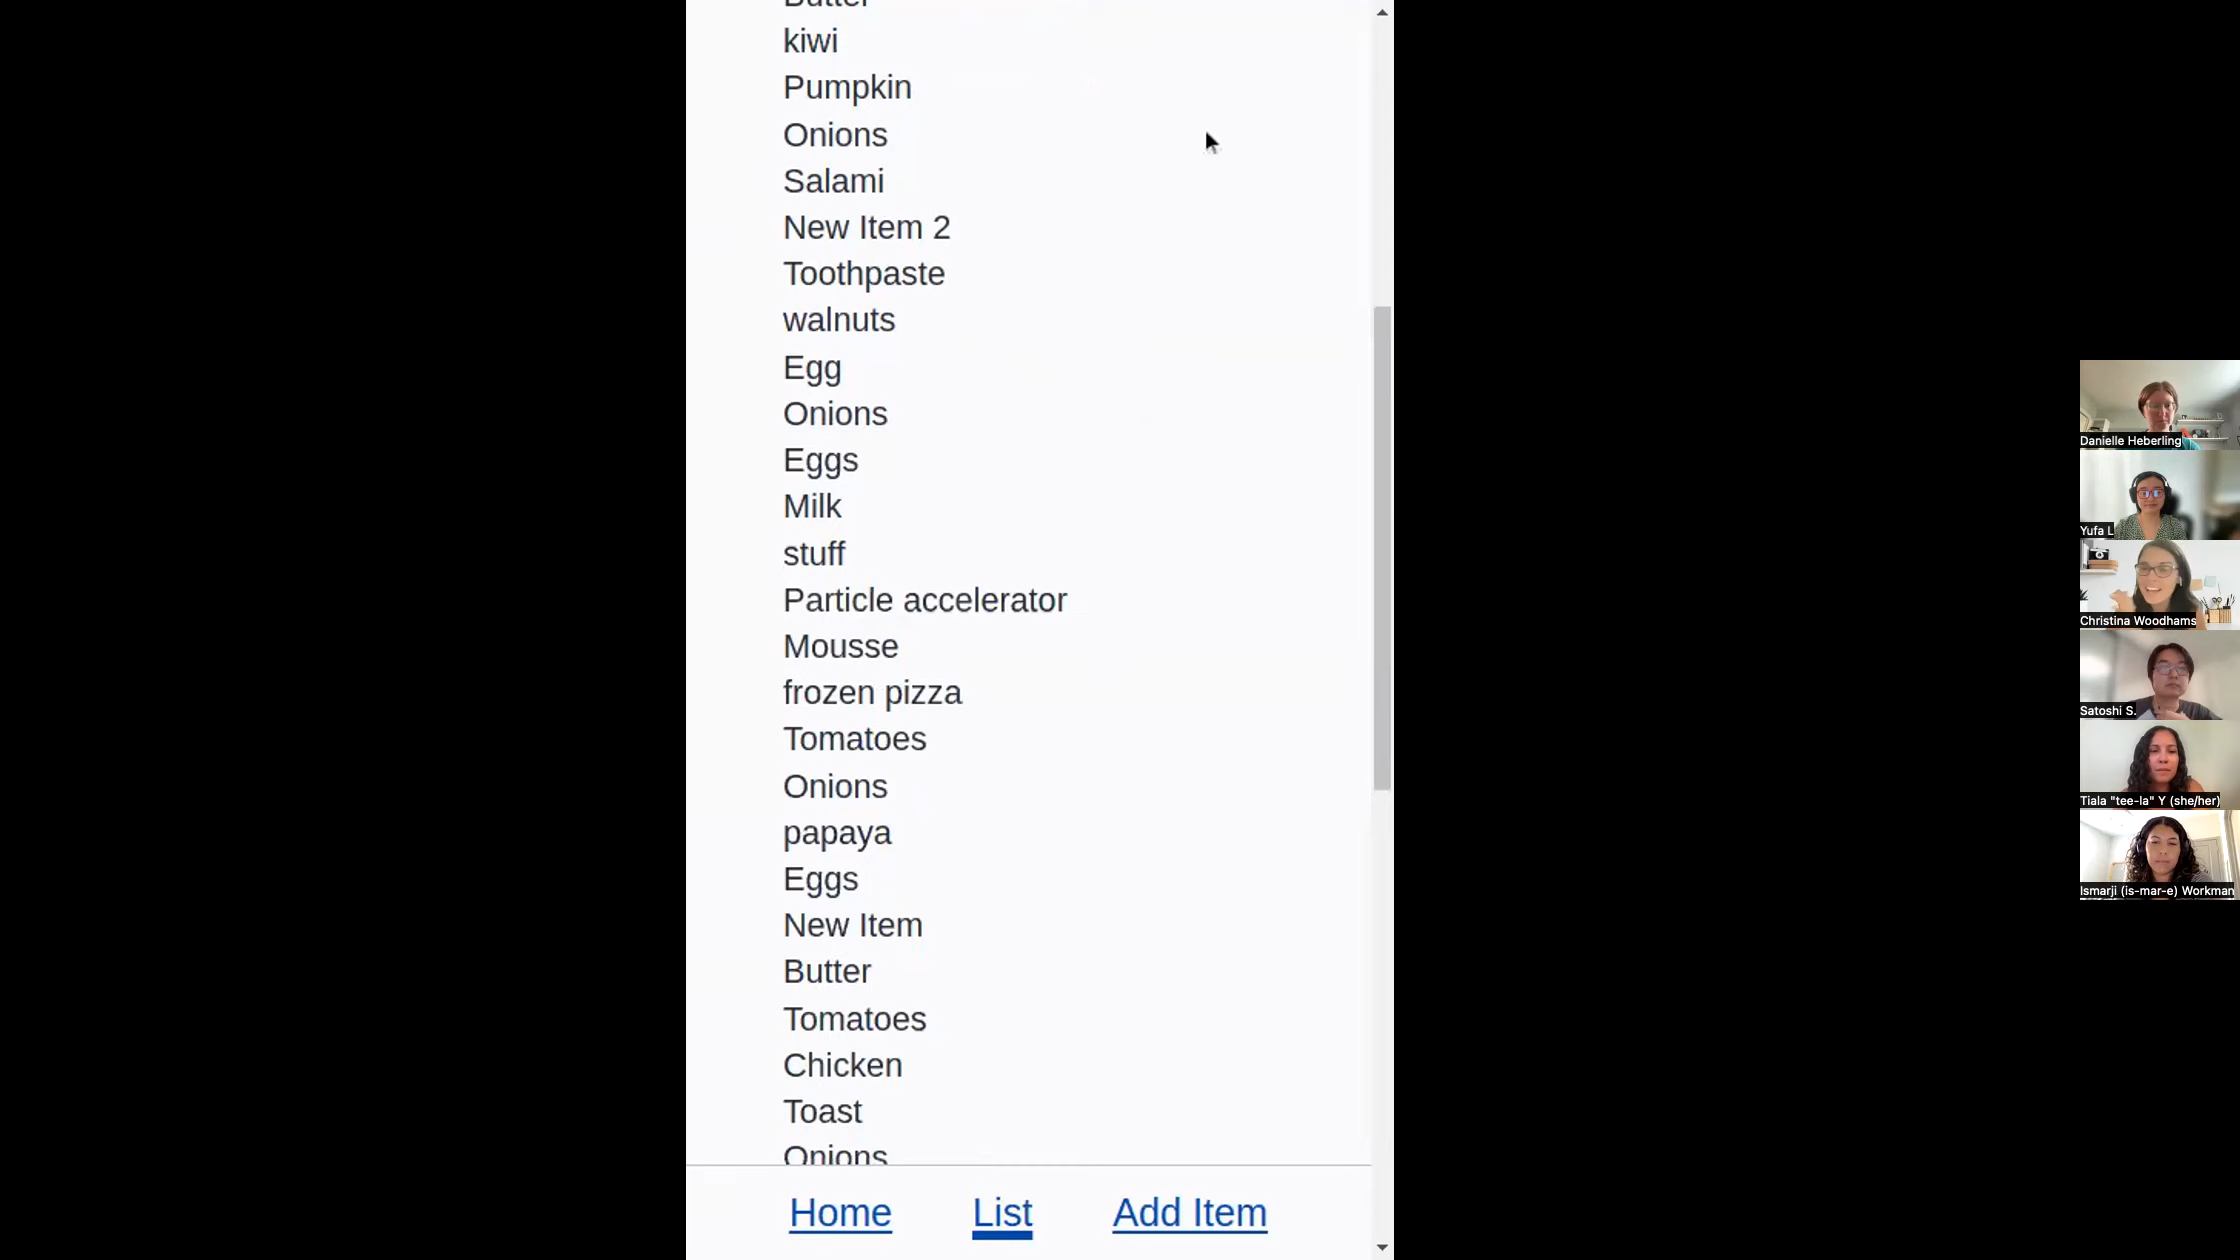 Butter
kiwi
Pumpkin
Onions
Salami
New Item 2
Toothpaste
walnuts
Egg
Onions
Eggs
Milk
stuff
Particle accelerator
Mousse
frozen pizza
Tomatoes
Onions
papaya
Eggs
New Item
Butter
Tomatoes
Chicken
Toast
Onions
Home List Add Item
Danielle Heberling
Yufa L
Christina Woodhams
Satoshi S.
Tiala "tee-la" Y (she/her)
Ismarji (is-mar-e) Workman